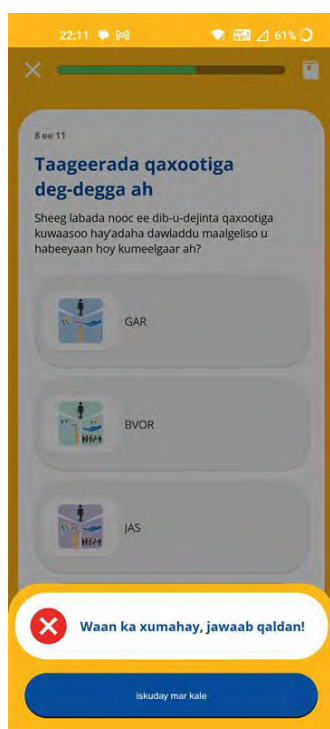 22:11 61%
8 ee 11
Taageerada qaxootiga
deg-degga ah
Sheeg labada nooc ee dib-u-dejinta qaxootiga
kuwaasoo hay'adaha dawladdu maalgeliso u
habeeyaan hoy kumeelgaar ah?
GAR
BVOR
JAS
Waan ka xumahay, jawaab qaldan!
iskuday mar kale